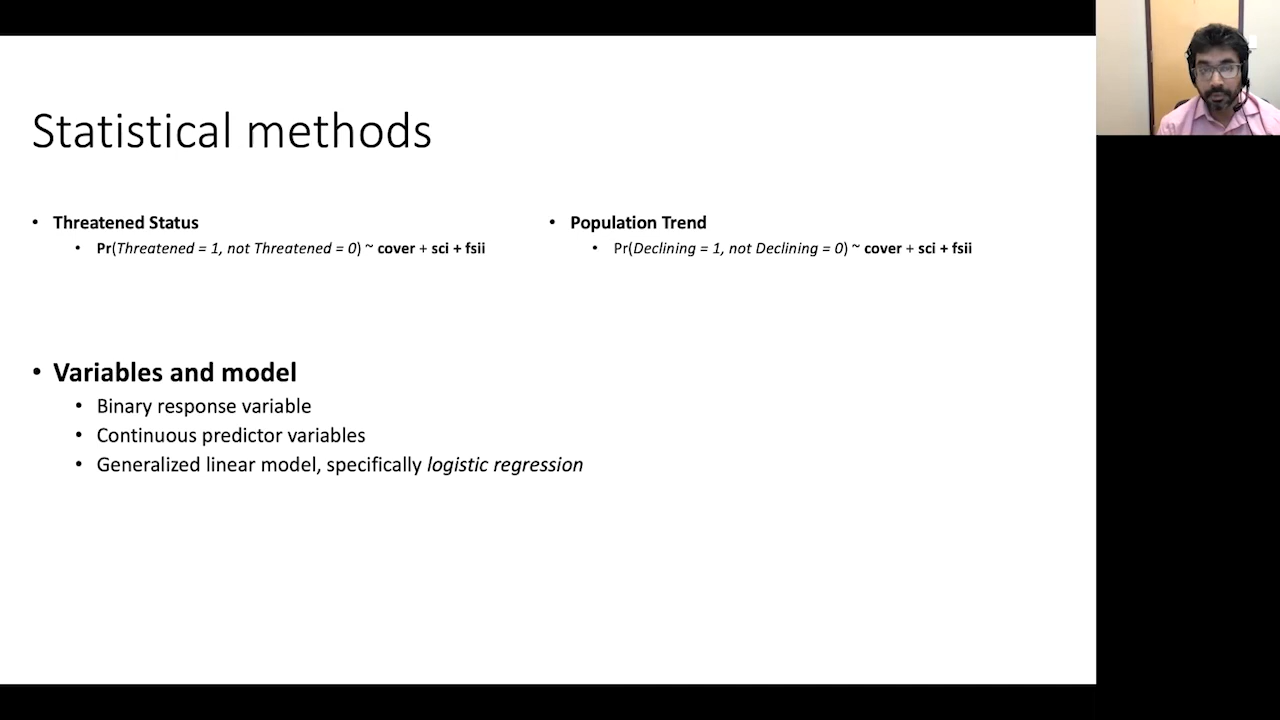 Statistical methods
• Threatened Status
• Pr(Threatened = 1, not Threatened = 0) ~ cover + sci + fsii
• Population Trend
• Pr(Declining = 1, not Declining = 0) ~ cover + sci + fsii
• Variables and model
• Binary response variable
• Continuous predictor variables
• Generalized linear model, specifically logistic regression